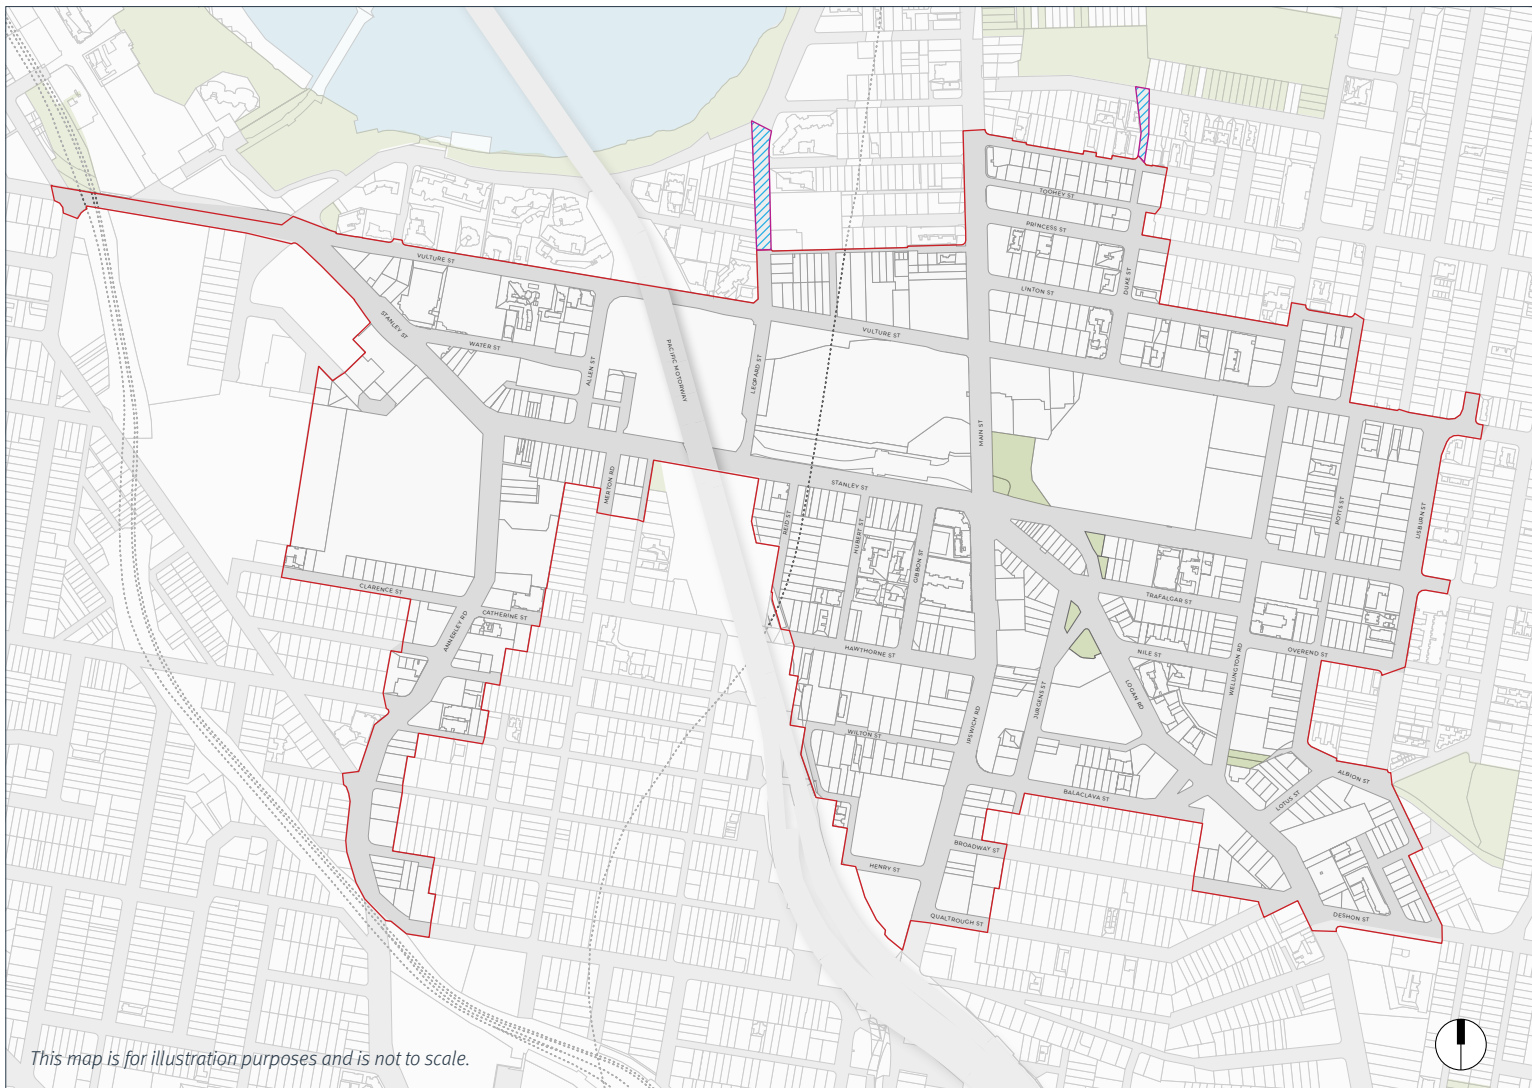 TOOHEY ST
PRINCESS ST
VULTURE ST
DUKE ST
LINTON ST
STANLEY ST
VULTURE ST
WATER ST
ALLEN ST
PACIFIC MOTORWAY
LEOPARD ST
MAIN ST
MERTON RD
STANLEY ST
POTTS ST
LISBURN ST
REID ST
HUBERT ST
GIBBON ST
CLARENCE ST
TRAFALGAR ST
CATHERINE ST
ANNERLEY RD
HAWTHORNE ST
NILE ST
OVEREND ST
WELLINGTON RD
LOGAN RD
JURGENS ST
IPSWICH RD
WILTON ST
ALBION ST
BALACLAVA ST
LOTUS ST
BROADWAY ST
HENRY ST
QUALTROUGH ST
DESHON ST
This map is for illustration purposes and is not to scale.